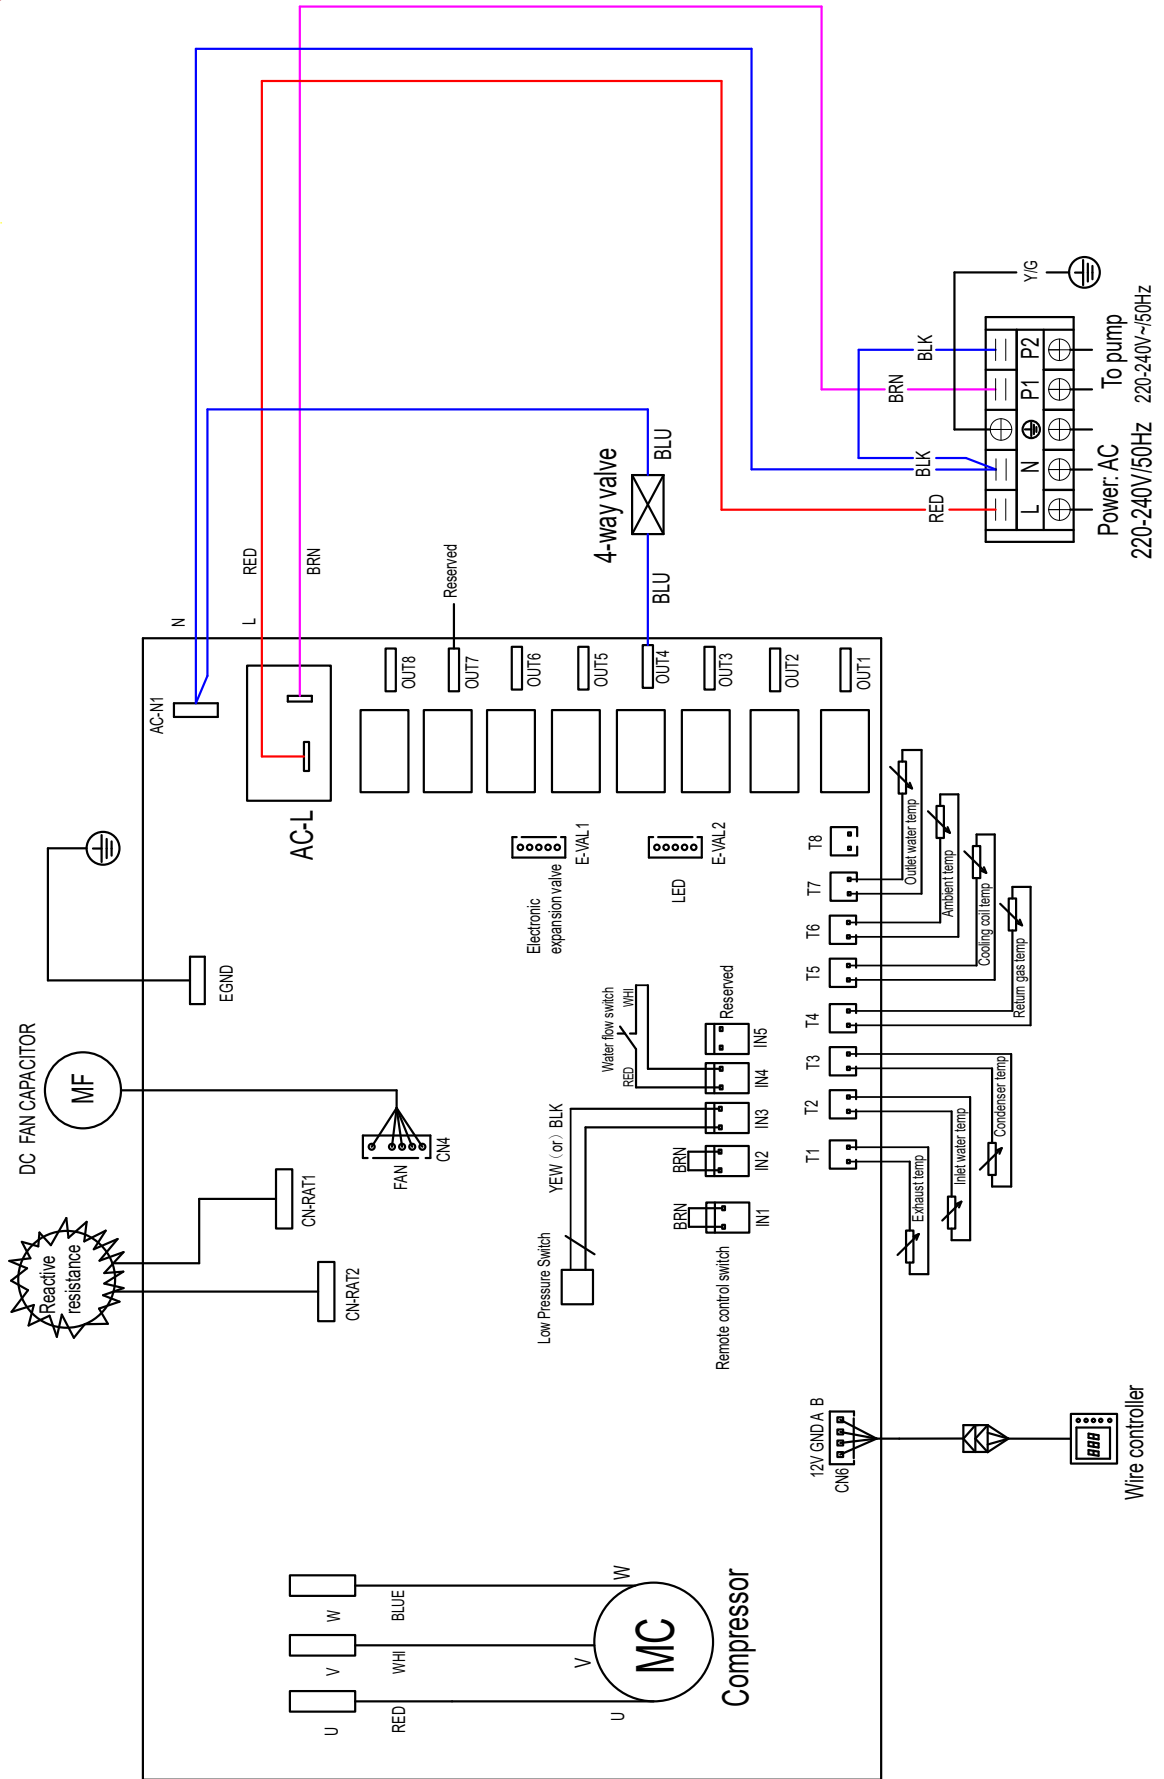 DC  FAN CAPACITOR
MF
Reactive
resistance
CN-RAT1
CN-RAT2
FAN
CN4
EGND
AC-N1
N
AC-L
L
RED
BRN
OUT8
OUT7
Reserved
OUT6
OUT5
OUT4
OUT3
OUT2
OUT1
4-way valve
BLU
BLU
Electronic
expansion valve
E-VAL1
LED
E-VAL2
Water flow switch
RED
WHI
Low Pressure Switch
YEW（or）BLK
Remote control switch
BRN
IN1
BRN
IN2
IN3
IN4
IN5
Reserved
T1
T2
T3
T4
T5
T6
T7
T8
Exhaust temp
Inlet water temp
Condenser temp
Return gas temp
Cooling coil temp
Ambient temp
Outlet water temp
12V GND A B
CN6
888
Wire controller
U
V
W
RED
WHI
BLUE
U
V
W
MC
Compressor
RED
BLK
BRN
BLK
Y/G
L
N
P1
P2
Power: AC
220-240V/50Hz
To pump
220-240V~/50Hz